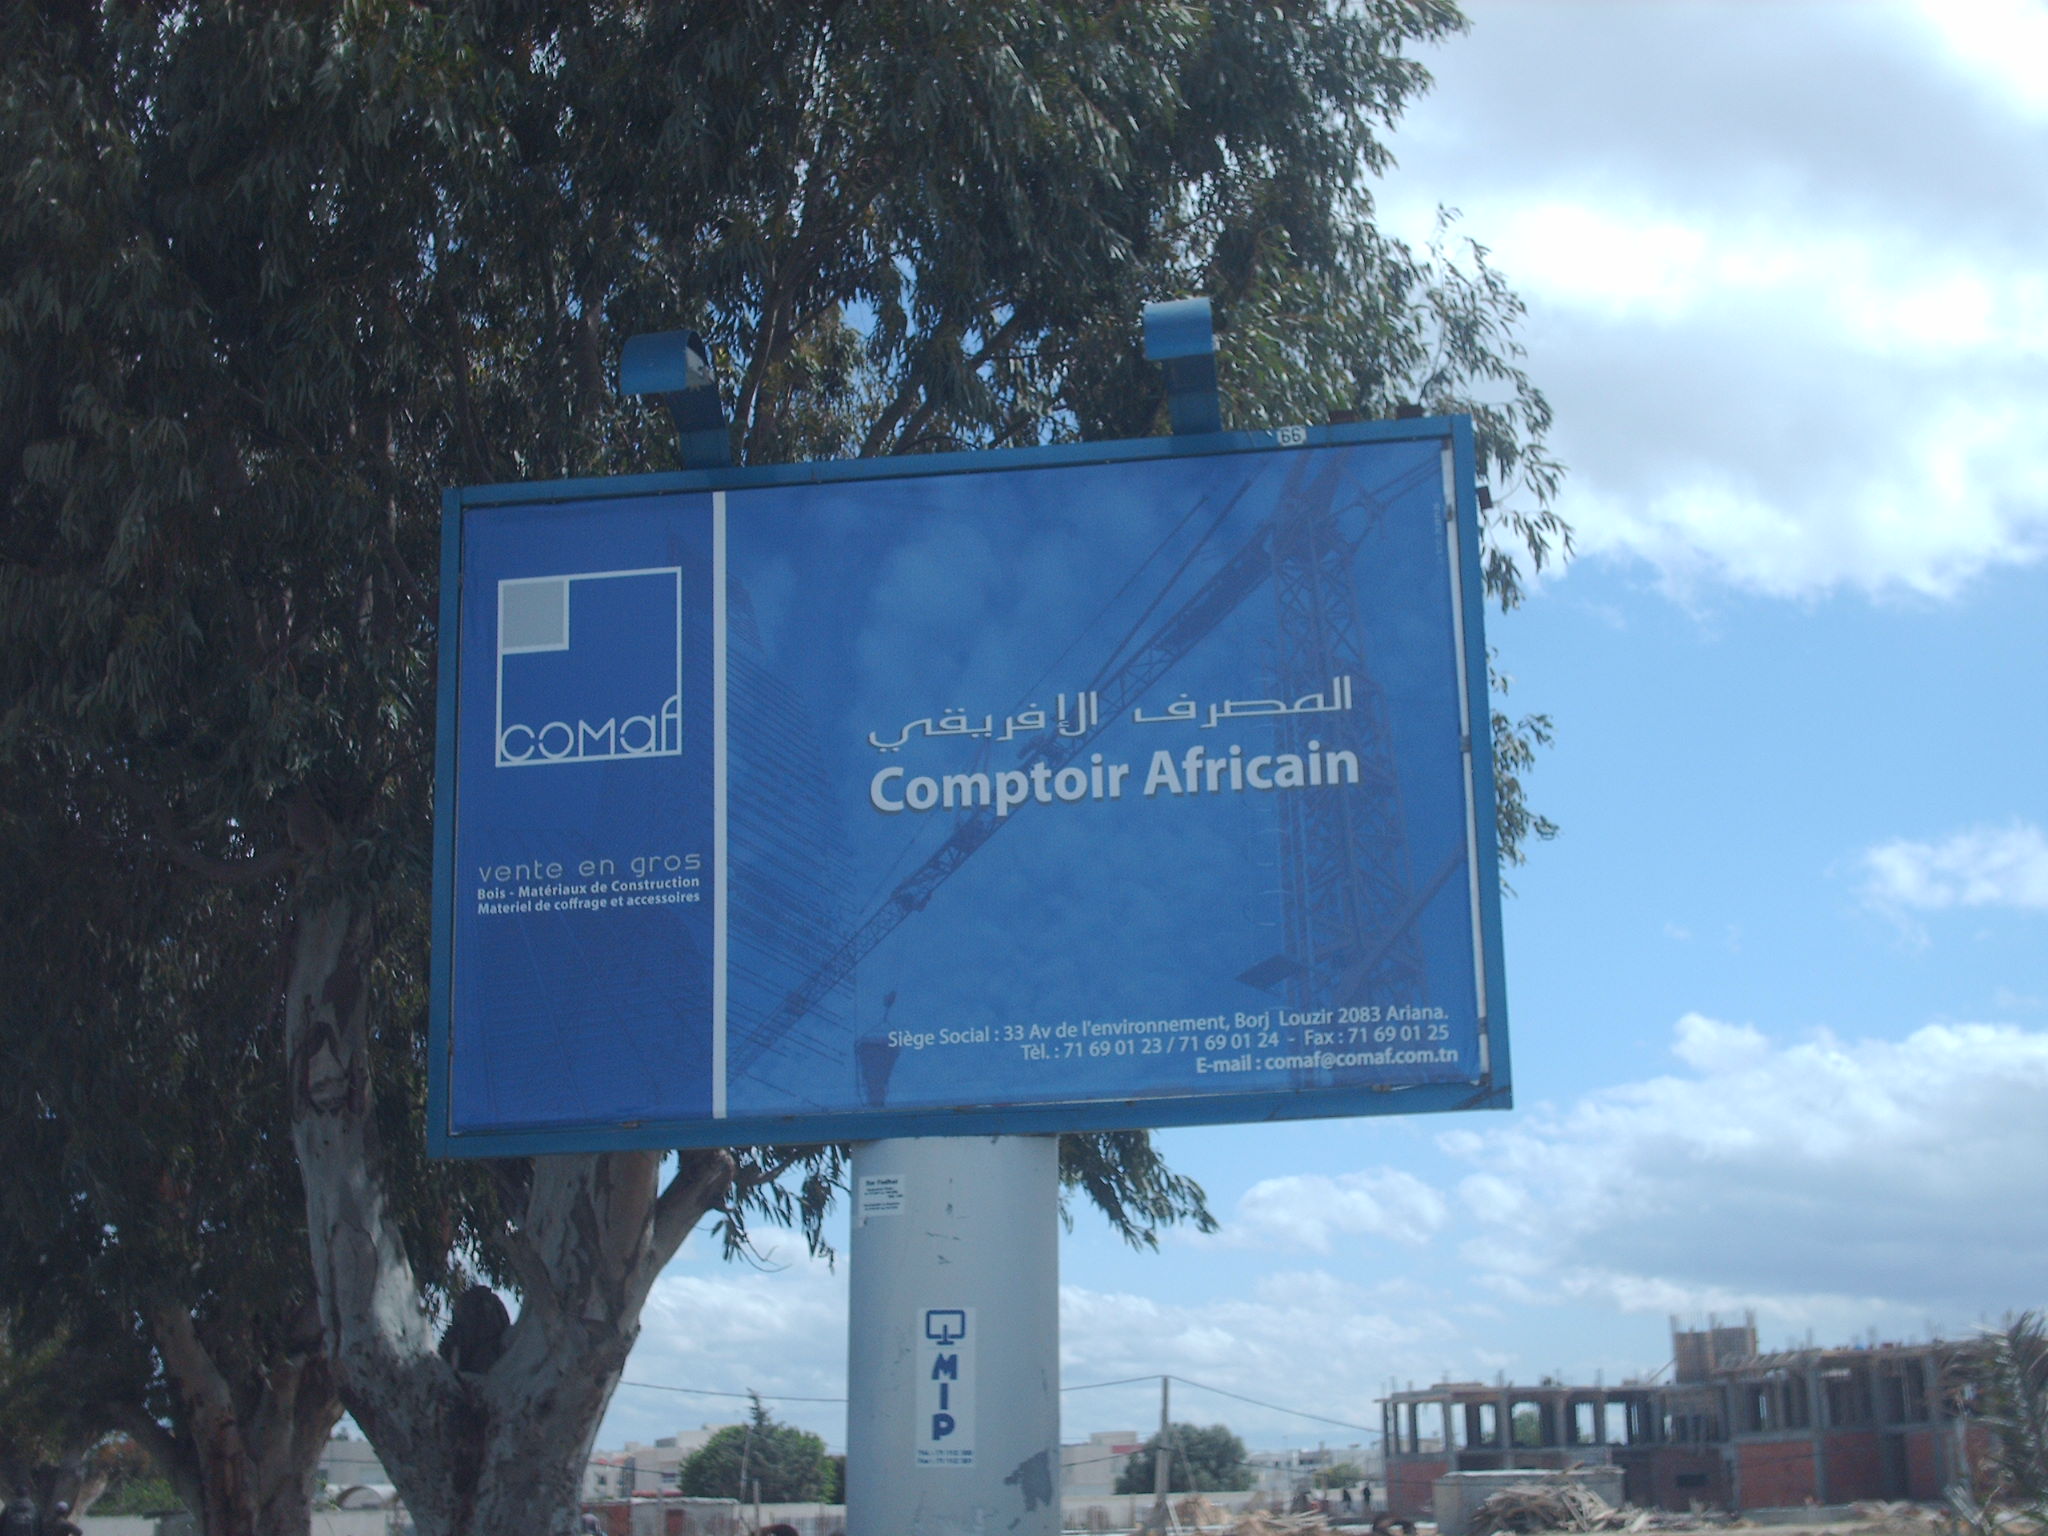 66
comaf
vente en gros
Bois - Matériaux de Construction
Materiel de coffrage et accessoires
المصرف الإفريقي
Comptoir Africain
Siège Social : 33 Av de l'environnement, Borj Louzir 2083 Ariana.
Tèl. : 71 69 01 23 / 71 69 01 24 - Fax : 71 69 01 25
E-mail : comaf@comaf.com.tn
MIP